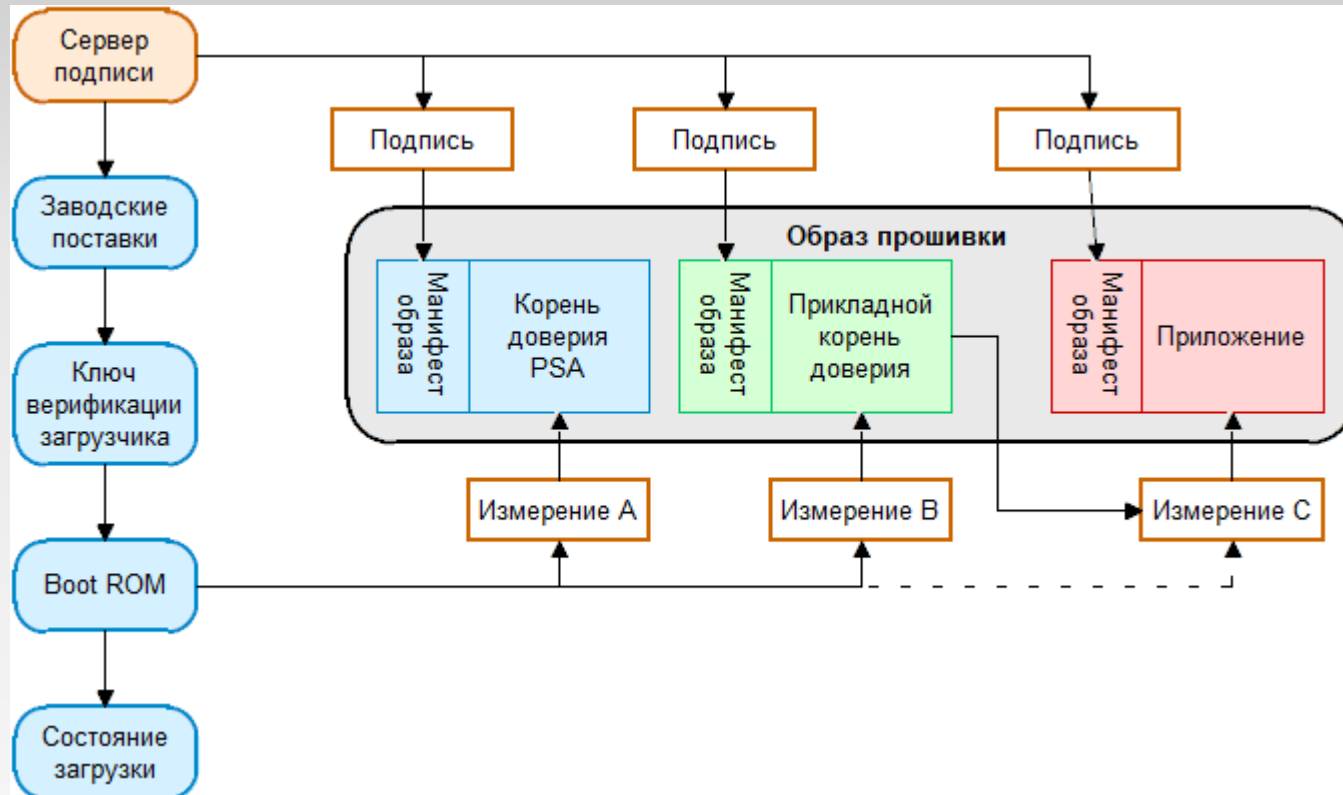 Сервер
подписи
Подпись
Подпись
Подпись
Заводские
поставки
Образ прошивки
Манифест
образа
Корень
доверия
PSA
Манифест
образа
Прикладной
корень
доверия
Манифест
образа
Приложение
Ключ
верификации
загрузчика
Измерение A
Измерение B
Измерение C
Boot ROM
Состояние
загрузки